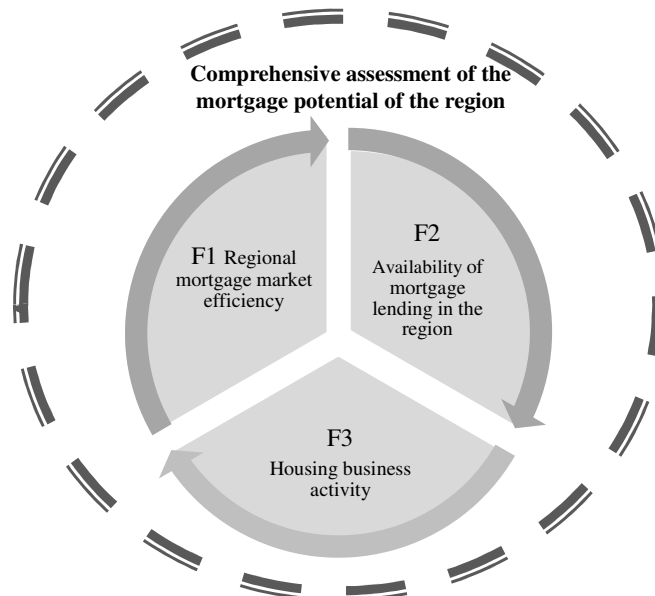 Comprehensive assessment of the
mortgage potential of the region
F1 Regional
mortgage market
efficiency
F2
Availability of
mortgage
lending in the
region
F3
Housing business
activity